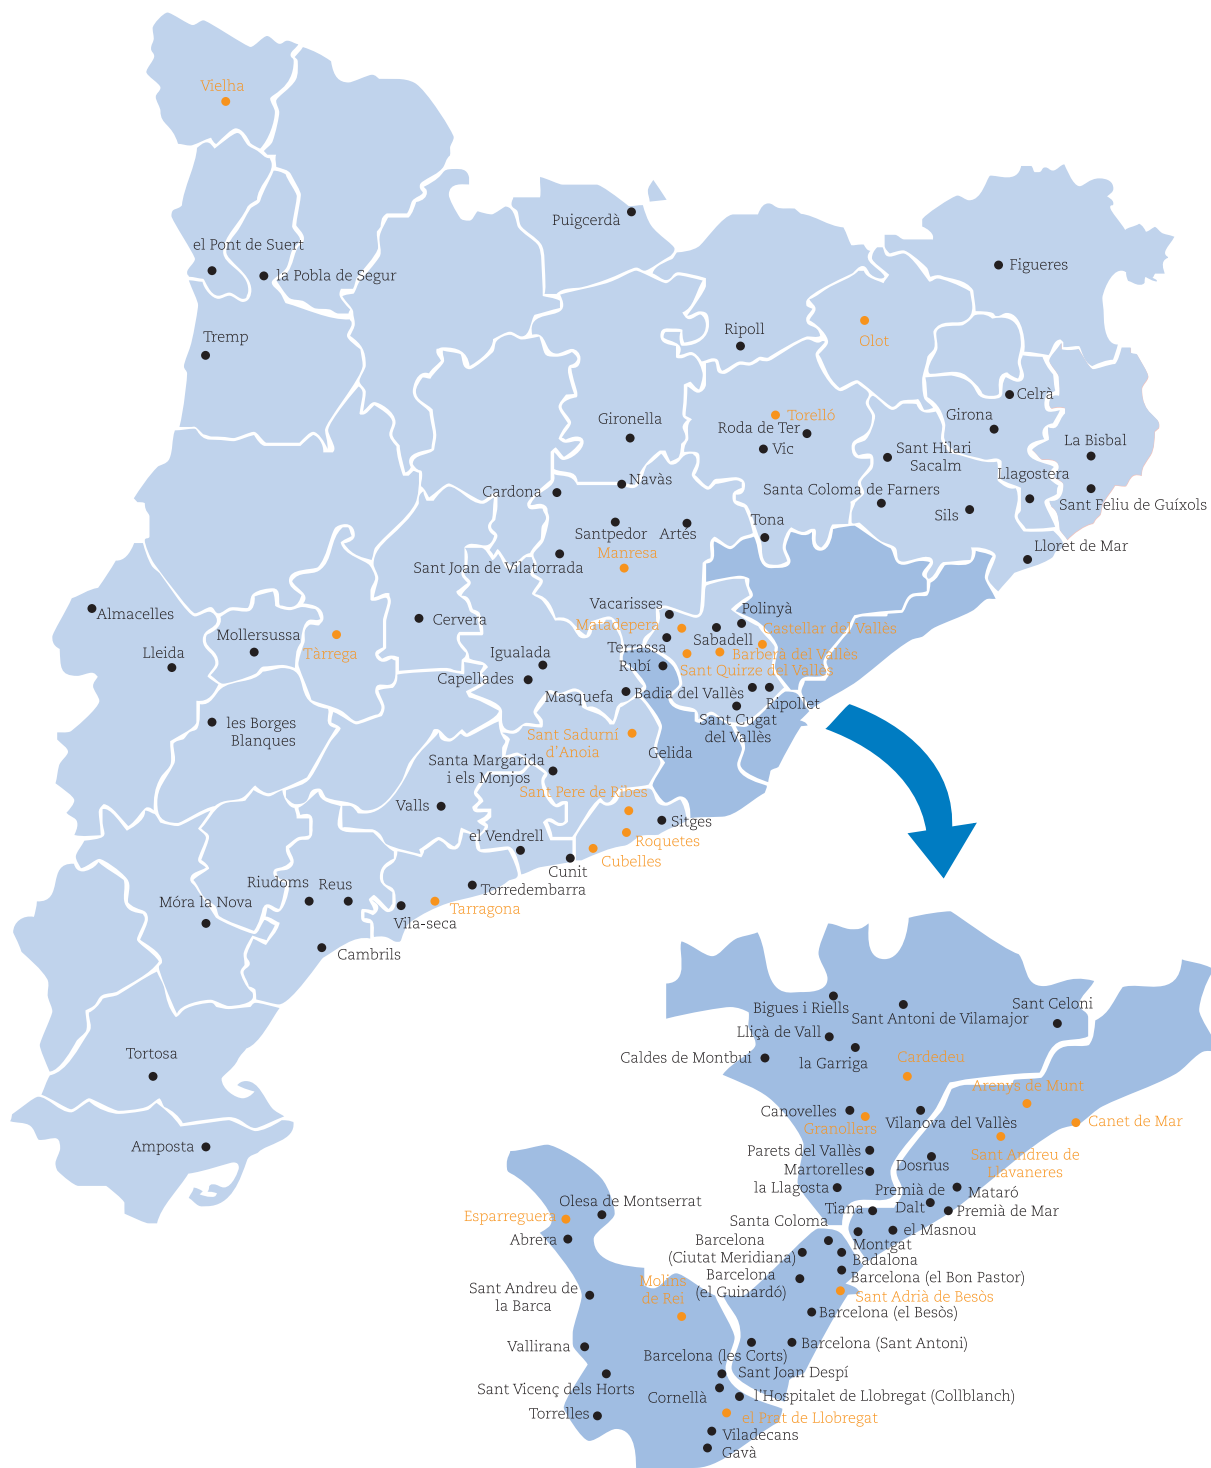 Vielha
Puigcerdà
el Pont de Suert
la Pobla de Segur
Figueres
Tremp
Ripoll
Olot
Celrà
Torelló
Girona
Gironella
Roda de Ter
Vic
Sant Hilari
Sacalm
La Bisbal
Llagostera
Navàs
Cardona
Santa Coloma de Farners
Sant Feliu de Guíxols
Sils
Tona
Santpedor
Artés
Manresa
Lloret de Mar
Sant Joan de Vilatorrada
Vacarisses
Polinyà
Almacelles
Cervera
Matadepera
Castellar del Vallès
Mollersussa
Sabadell
Terrassa
Lleida
Tàrrega
Igualada
Barberà del Vallès
Rubí
Sant Quirze del Vallès
Capellades
Masquefa
Badia del Vallès
Ripollet
les Borges
Blanques
Sant Cugat
del Vallès
Sant Sadurní
d'Anoia
Gelida
Santa Margarida
i els Monjos
Sant Pere de Ribes
Valls
Sitges
el Vendrell
Roquetes
Cubelles
Cunit
Riudoms
Reus
Torredembarra
Móra la Nova
Tarragona
Vila-seca
Cambrils
Tortosa
Amposta
Bigues i Riells
Sant Celoni
Sant Antoni de Vilamajor
Lliçà de Vall
Caldes de Montbui
la Garriga
Cardedeu
Arenys de Munt
Canovelles
Granollers
Vilanova del Vallès
Canet de Mar
Parets del Vallès
Sant Andreu de
Llavaneres
Dosrius
Martorelles
la Llagosta
Premià de
Dalt
Mataró
Tiana
Premià de Mar
Olesa de Montserrat
Esparreguera
Santa Coloma
el Masnou
Abrera
Barcelona
(Ciutat Meridiana)
Montgat
Badalona
Barcelona
(el Guinardó)
Barcelona (el Bon Pastor)
Molins
de Rei
Sant Andreu de
la Barca
Sant Adrià de Besòs
Barcelona (el Besòs)
Vallirana
Barcelona (Sant Antoni)
Barcelona (les Corts)
Sant Joan Despí
Sant Vicenç dels Horts
Cornellà
l'Hospitalet de Llobregat (Collblanch)
Torrelles
el Prat de Llobregat
Viladecans
Gavà